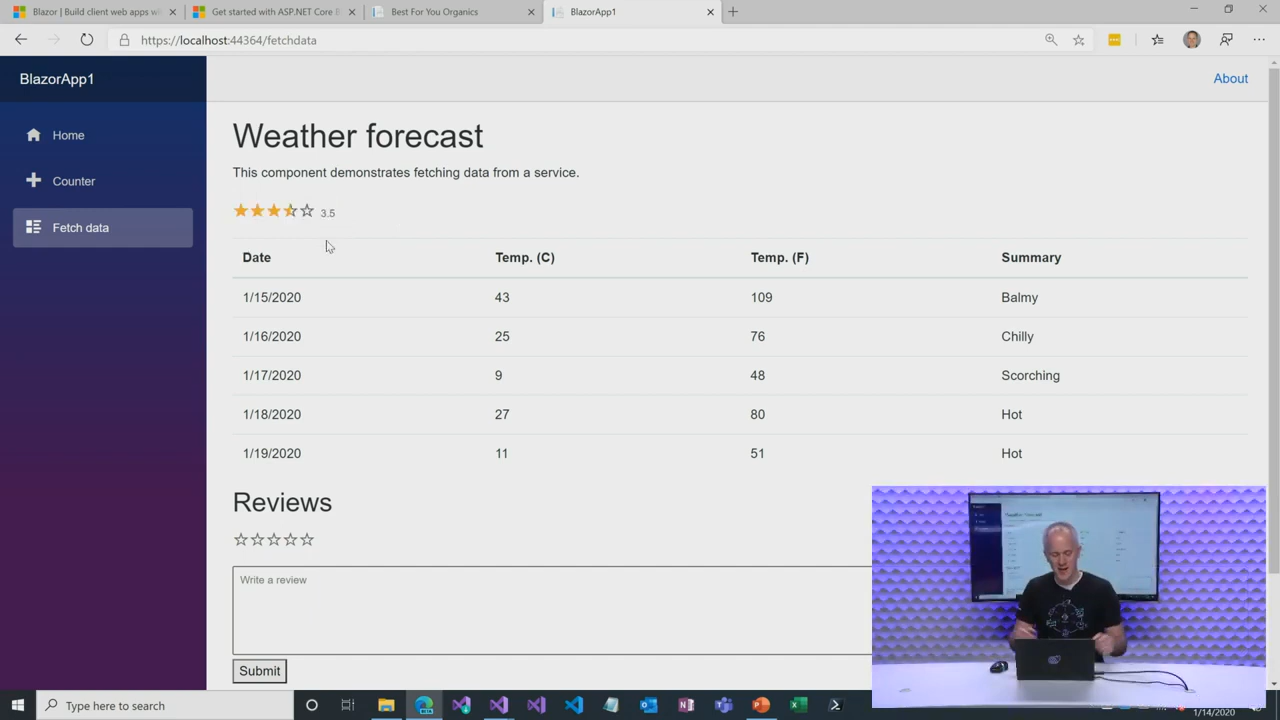 Blazor | Build client web apps wi
Get started with ASP.NET Core B
Best For You Organics
BlazorApp1
https://localhost:44364/fetchdata
BlazorApp1
About
Home
Counter
Fetch data
Weather forecast
This component demonstrates fetching data from a service.
3.5
Date Temp. (C) Temp. (F) Summary
1/15/2020 43 109 Balmy
1/16/2020 25 76 Chilly
1/17/2020 9 48 Scorching
1/18/2020 27 80 Hot
1/19/2020 11 51 Hot
Reviews
Write a review
Submit
Type here to search
1/14/2020